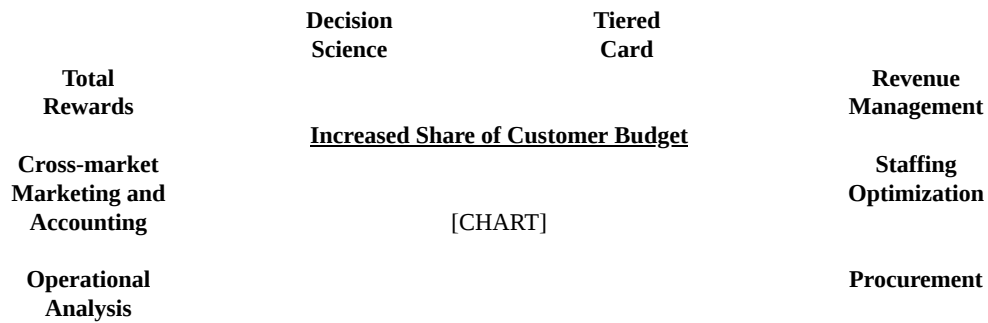 Decision
Science
Tiered
Card
Total
Rewards
Revenue
Management
Increased Share of Customer Budget
Cross-market
Marketing and
Accounting
Staffing
Optimization
[CHART]
Operational
Analysis
Procurement